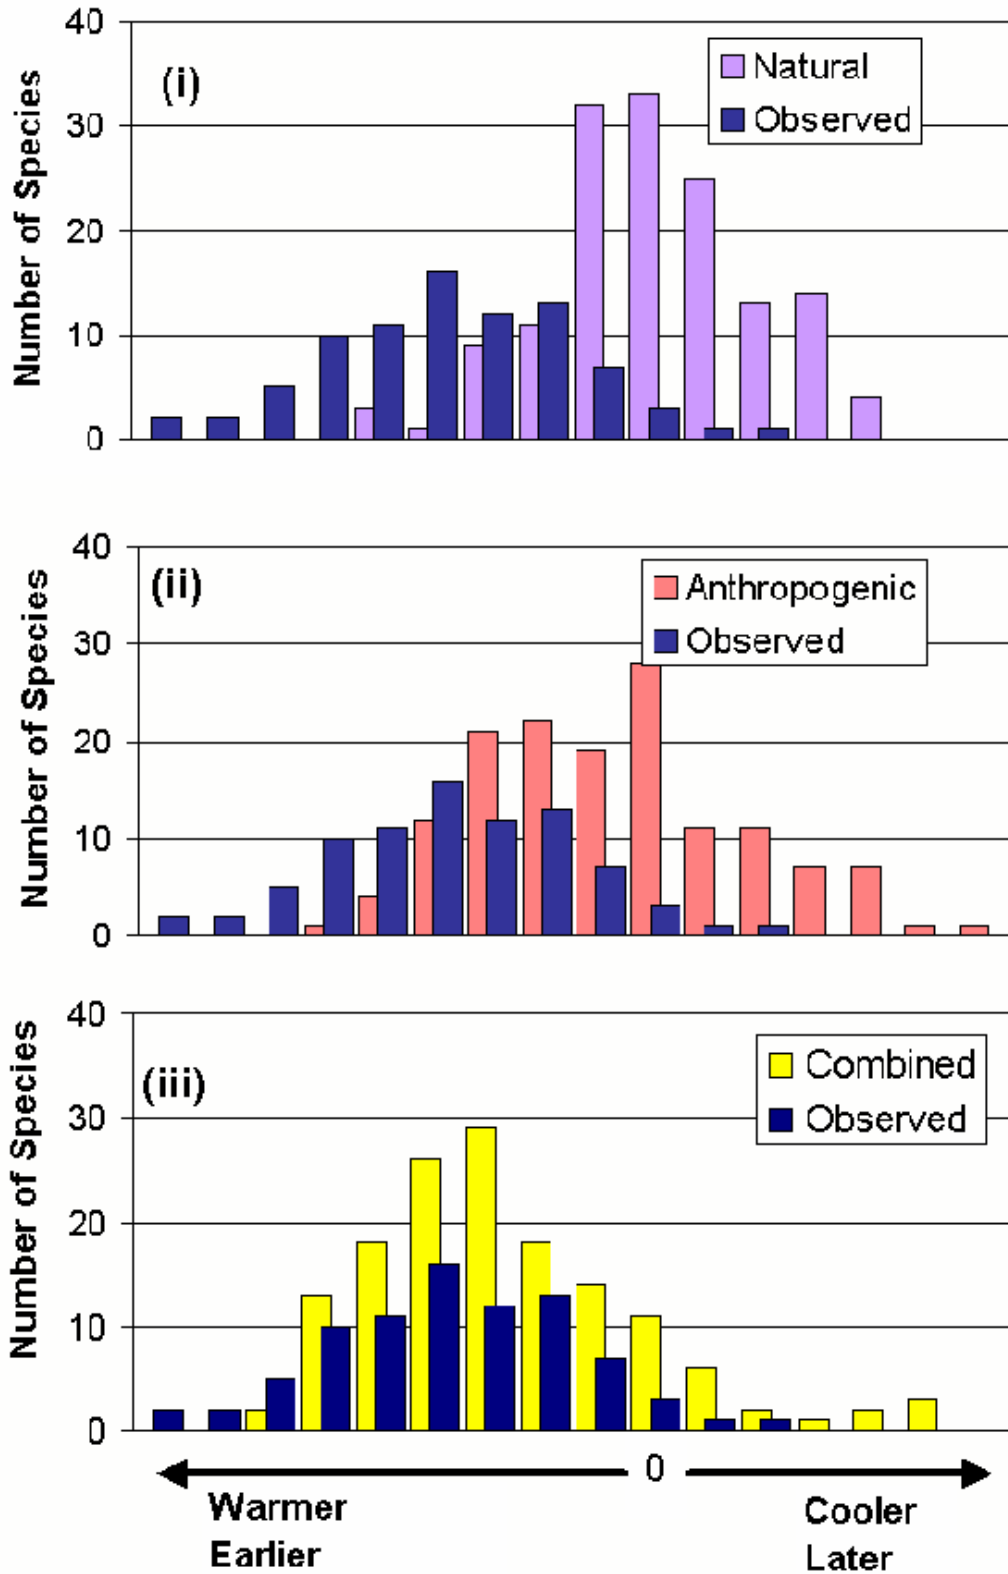 40
30
20
10
0
Number of Species
(i)
Natural
Observed
40
30
20
10
0
Number of Species
(ii)
Anthropogenic
Observed
40
30
20
10
0
Number of Species
(iii)
Combined
Observed
0
Warmer
Earlier
Cooler
Later